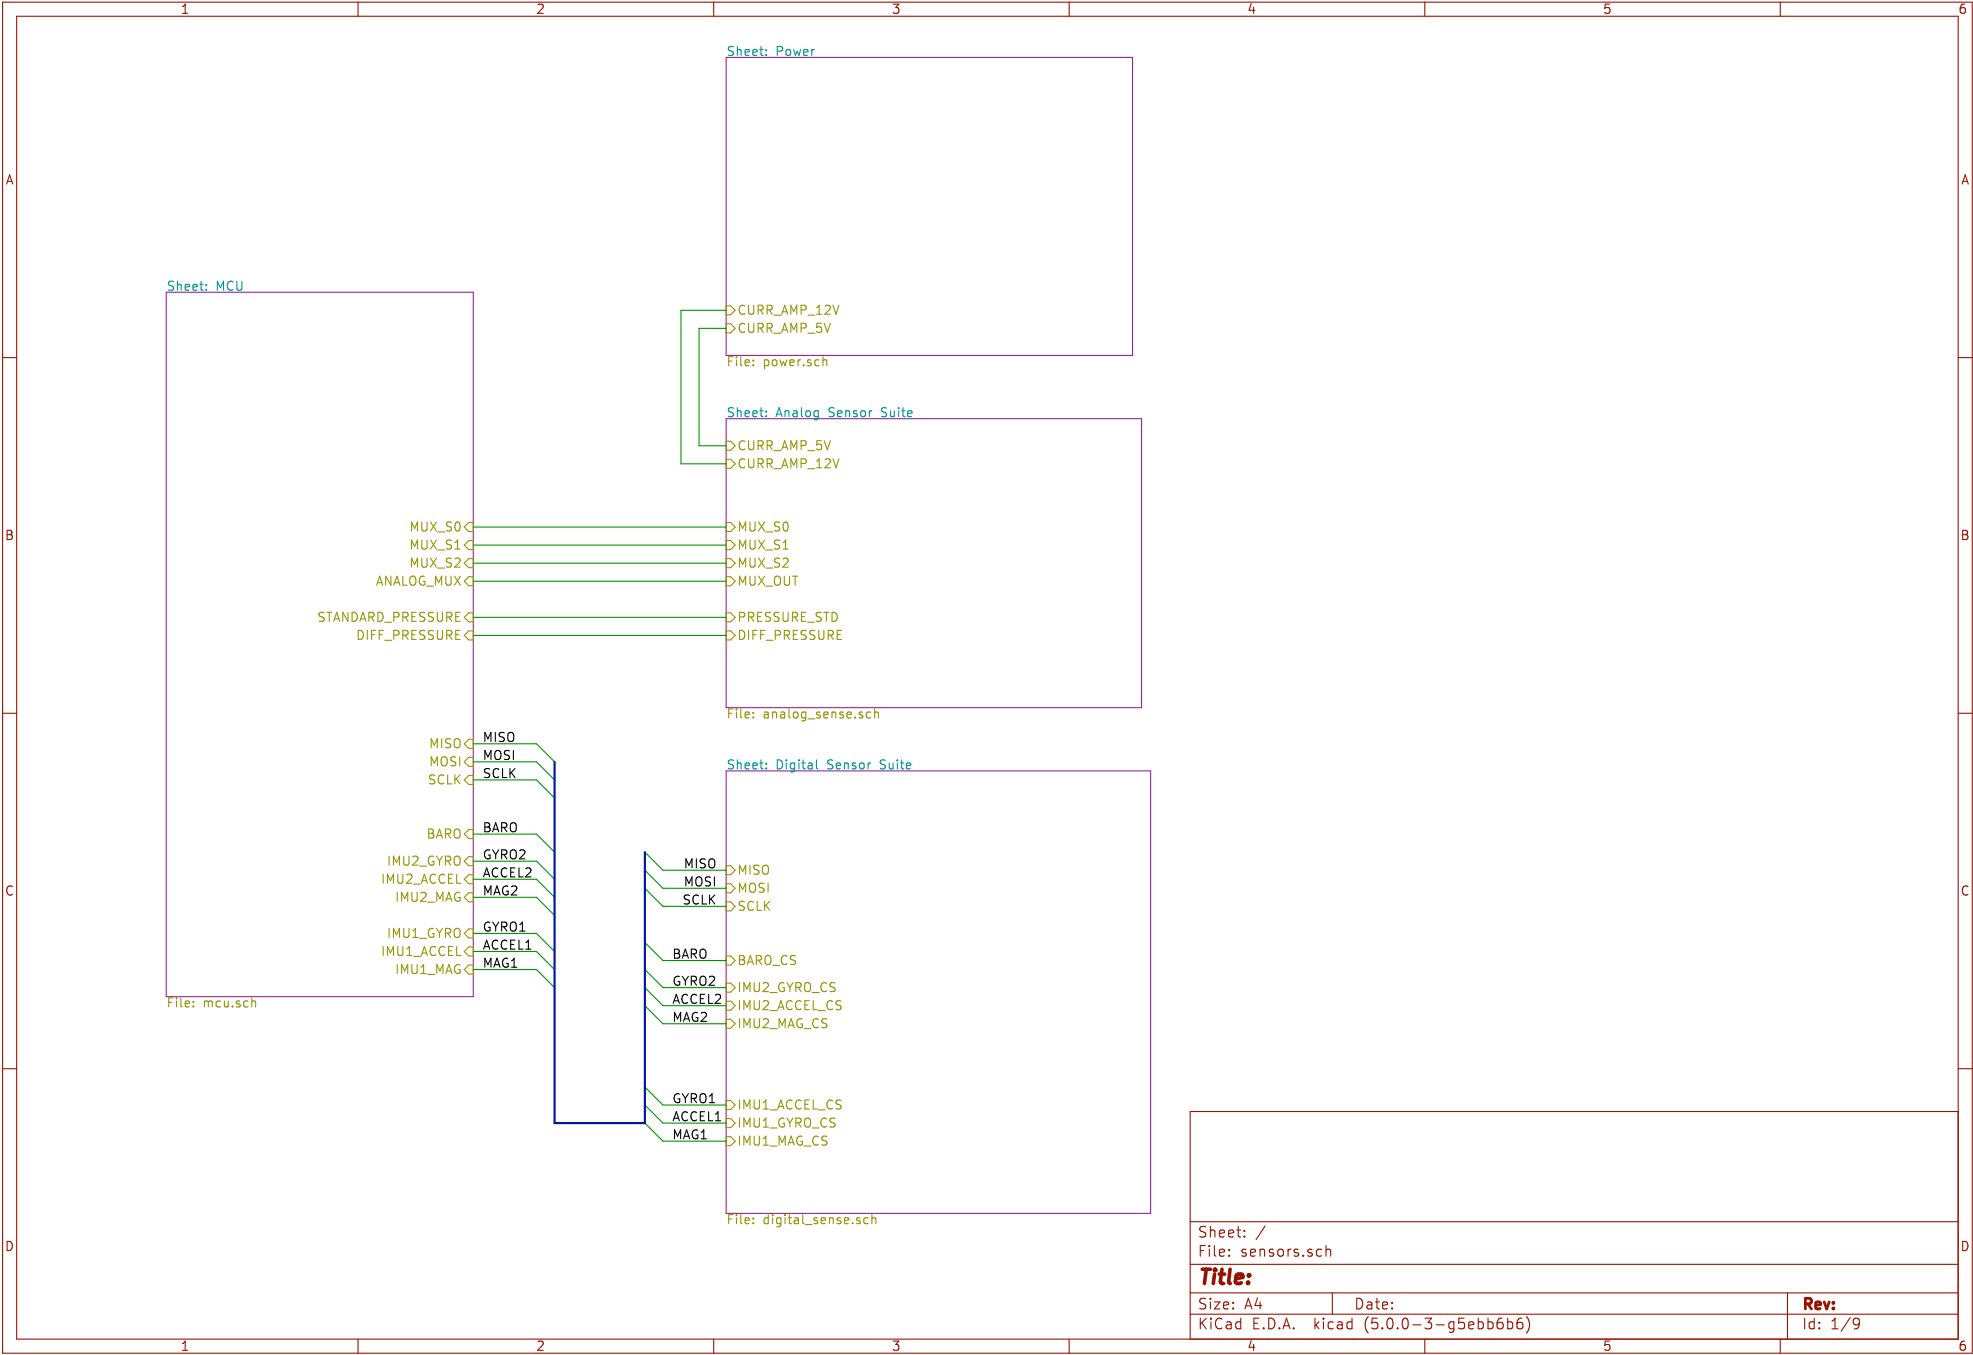 1 2 3 4 5 6
A A
B B
C C
D D
Sheet: Power
CURR_AMP_12V
CURR_AMP_5V
File: power.sch
Sheet: MCU
MUX_S0
MUX_S1
MUX_S2
ANALOG_MUX
STANDARD_PRESSURE
DIFF_PRESSURE
MISO MISO
MOSI MOSI
SCLK SCLK
BARO BARO
IMU2_GYRO GYRO2
IMU2_ACCEL ACCEL2
IMU2_MAG MAG2
IMU1_GYRO GYRO1
IMU1_ACCEL ACCEL1
IMU1_MAG MAG1
File: mcu.sch
Sheet: Analog Sensor Suite
CURR_AMP_5V
CURR_AMP_12V
MUX_S0
MUX_S1
MUX_S2
MUX_OUT
PRESSURE_STD
DIFF_PRESSURE
File: analog_sense.sch
Sheet: Digital Sensor Suite
MISO MISO
MOSI MOSI
SCLK SCLK
BARO BARO_CS
GYRO2 IMU2_GYRO_CS
ACCEL2 IMU2_ACCEL_CS
MAG2 IMU2_MAG_CS
GYRO1 IMU1_ACCEL_CS
ACCEL1 IMU1_GYRO_CS
MAG1 IMU1_MAG_CS
File: digital_sense.sch
Sheet: /
File: sensors.sch
Title:
Size: A4 Date: Rev:
KiCad E.D.A. kicad (5.0.0-3-g5ebb6b6) Id: 1/9
1 2 3 4 5 6